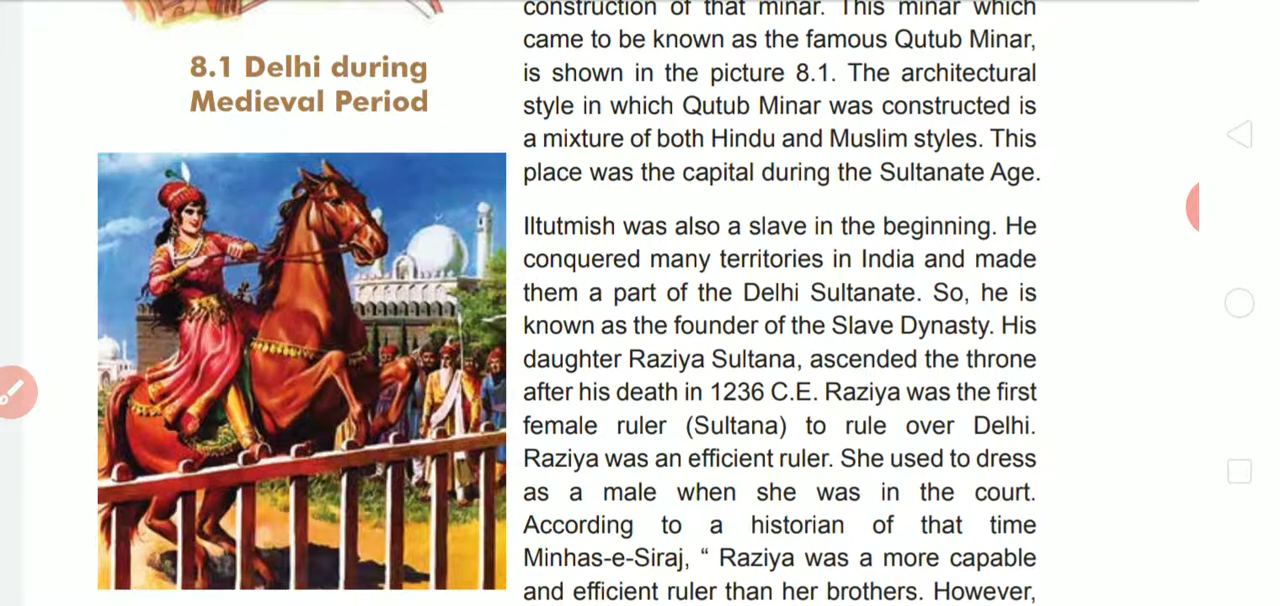 construction of that minar. This minar which
came to be known as the famous Qutub Minar,
is shown in the picture 8.1. The architectural
style in which Qutub Minar was constructed is
a mixture of both Hindu and Muslim styles. This
place was the capital during the Sultanate Age.
Iltutmish was also a slave in the beginning. He
conquered many territories in India and made
them a part of the Delhi Sultanate. So, he is
known as the founder of the Slave Dynasty. His
daughter Raziya Sultana, ascended the throne
after his death in 1236 C.E. Raziya was the first
female ruler (Sultana) to rule over Delhi.
Raziya was an efficient ruler. She used to dress
as a male when she was in the court.
According to a historian of that time
Minhas-e-Siraj, “ Raziya was a more capable
and efficient ruler than her brothers. However,
8.1 Delhi during
Medieval Period